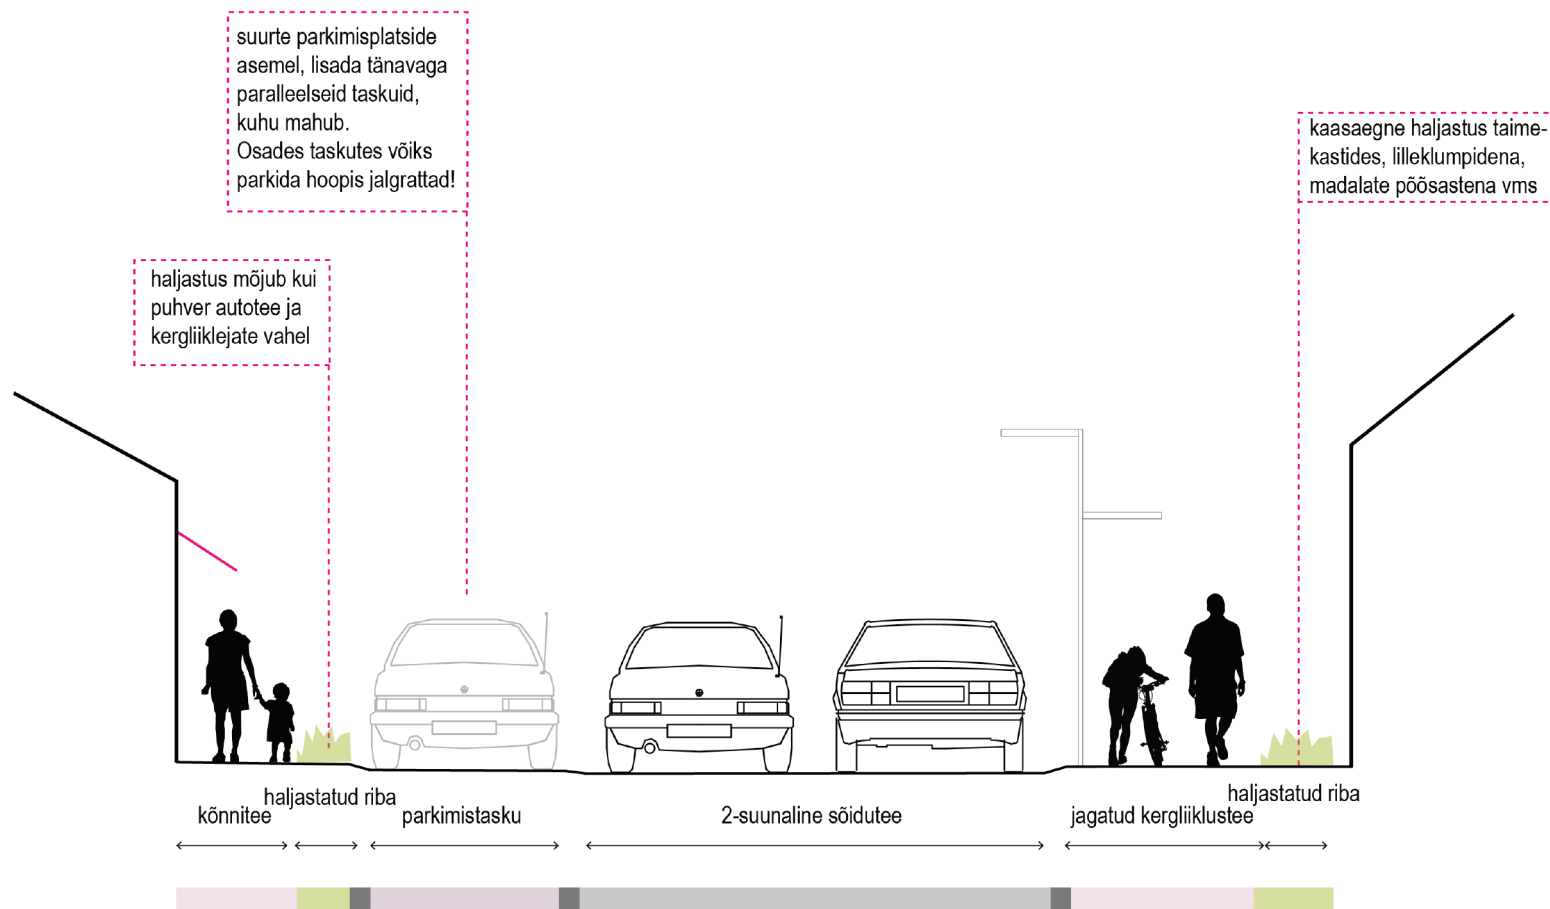 suurte parkimisplatside
asemel, lisada tänavaga
paralleelseid taskuid,
kuhu mahub.
Osades taskutes võiks
parkida hoopis jalgrattad!
kaasaegne haljastus taime-
kastides, lilleklumpidena,
madalate põõsastena vms
haljastus mõjub kui
puhver autotee ja
kergliiklejate vahel
kõnnitee
haljastatud riba
parkimistasku
2-suunaline sõidutee
jagatud kergliiklustee
haljastatud riba